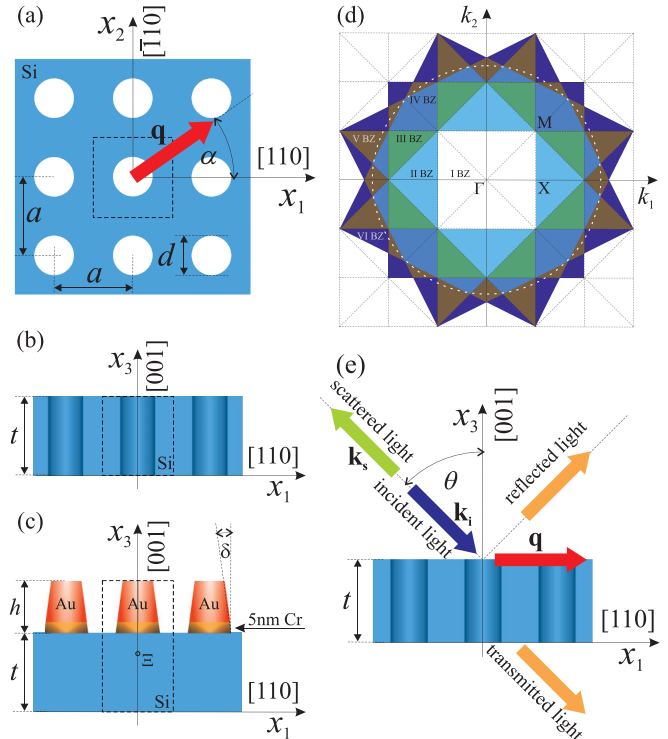 (a)
x₂
[1̅10]
Si
q
α
[110]
x₁
a
d
a
(b)
x₃
[001]
t
Si
[110]
x₁
(c)
x₃
[001]
δ
h
Au
Au
Au
5nm Cr
t
Ξ
Si
[110]
x₁
(d)
k₂
IV BZ
M
V BZ
III BZ
II BZ
I BZ
Γ
X
k₁
VI BZ
(e)
x₃
[001]
scattered light
kₛ
θ
incident light
kᵢ
reflected light
q
t
[110]
x₁
transmitted light